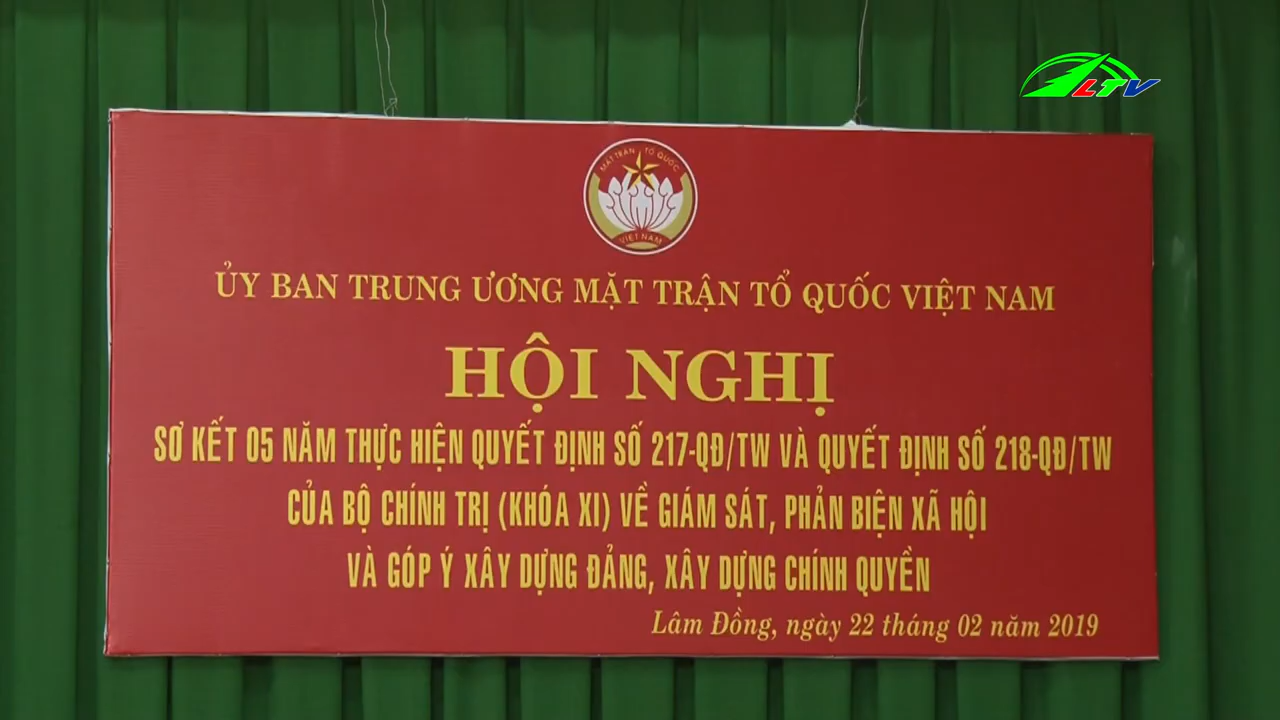 LTV
MẶT TRẬN TỔ QUỐC
VIỆT NAM
ỦY BAN TRUNG ƯƠNG MẶT TRẬN TỔ QUỐC VIỆT NAM
HỘI NGHỊ
SƠ KẾT 05 NĂM THỰC HIỆN QUYẾT ĐỊNH SỐ 217-QĐ/TW VÀ QUYẾT ĐỊNH SỐ 218-QĐ/TW
CỦA BỘ CHÍNH TRỊ (KHÓA XI) VỀ GIÁM SÁT, PHẢN BIỆN XÃ HỘI
VÀ GÓP Ý XÂY DỰNG ĐẢNG, XÂY DỰNG CHÍNH QUYỀN
Lâm Đồng, ngày 22 tháng 02 năm 2019